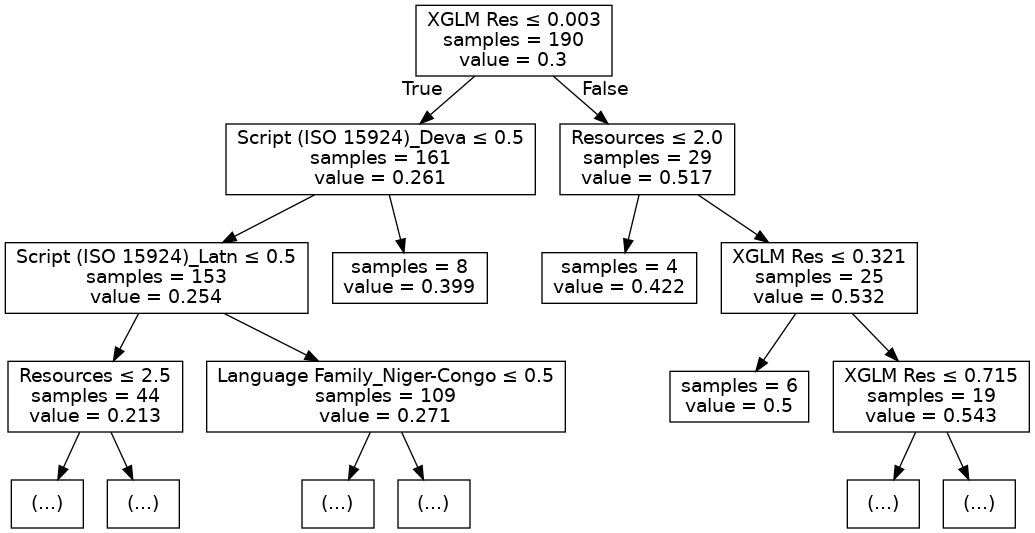 XGLM Res ≤ 0.003
samples = 190
value = 0.3
True
False
Script (ISO 15924)_Deva ≤ 0.5
samples = 161
value = 0.261
Resources ≤ 2.0
samples = 29
value = 0.517
Script (ISO 15924)_Latn ≤ 0.5
samples = 153
value = 0.254
samples = 8
value = 0.399
samples = 4
value = 0.422
XGLM Res ≤ 0.321
samples = 25
value = 0.532
Resources ≤ 2.5
samples = 44
value = 0.213
Language Family_Niger-Congo ≤ 0.5
samples = 109
value = 0.271
samples = 6
value = 0.5
XGLM Res ≤ 0.715
samples = 19
value = 0.543
(...)
(...)
(...)
(...)
(...)
(...)